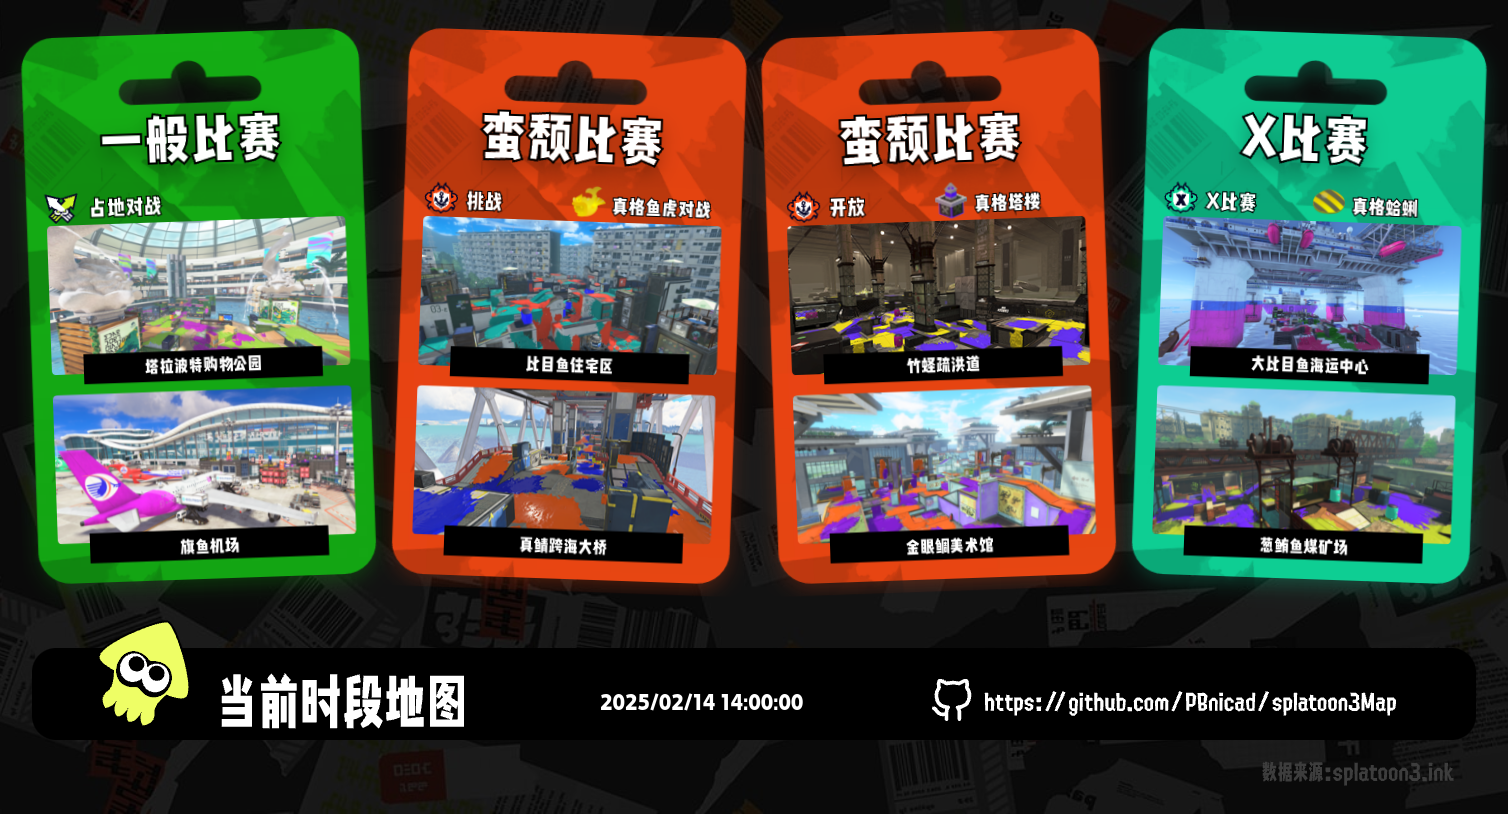 一般比赛
占地对战
塔拉波特购物公园
旗鱼机场
蛮颓比赛
挑战
真格鱼虎对战
比目鱼住宅区
真鲭跨海大桥
蛮颓比赛
开放
真格塔楼
竹蛏疏洪道
金眼鲷美术馆
X比赛
X比赛
真格蛤蜊
大比目鱼海运中心
葱鲔鱼煤矿场
当前时段地图
2025/02/14 14:00:00
https://github.com/PBnicad/splatoon3Map
数据来源:splatoon3.ink